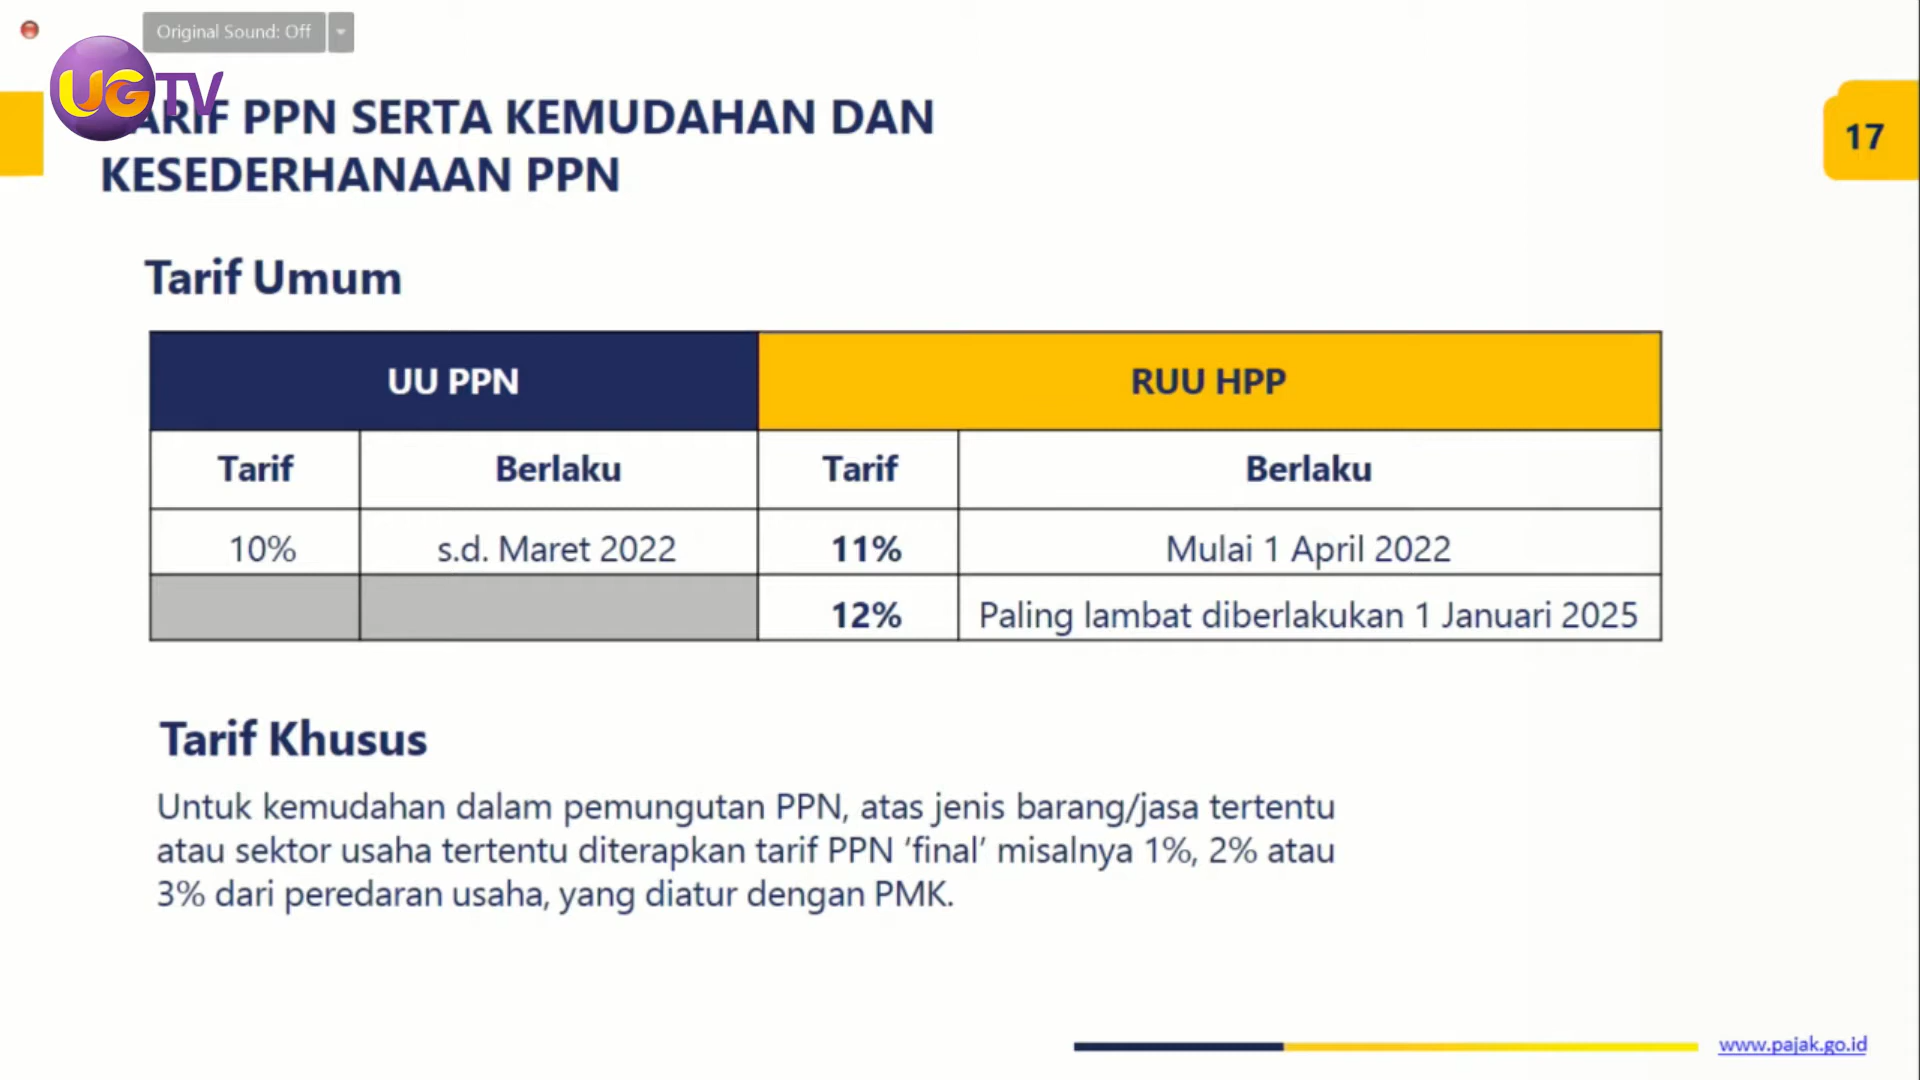 Original Sound: Off
UGTV
TARIF PPN SERTA KEMUDAHAN DAN
KESEDERHANAAN PPN
17
Tarif Umum
UU PPN RUU HPP
Tarif Berlaku Tarif Berlaku
10% s.d. Maret 2022 11% Mulai 1 April 2022
12% Paling lambat diberlakukan 1 Januari 2025
Tarif Khusus
Untuk kemudahan dalam pemungutan PPN, atas jenis barang/jasa tertentu
atau sektor usaha tertentu diterapkan tarif PPN ‘final’ misalnya 1%, 2% atau
3% dari peredaran usaha, yang diatur dengan PMK.
www.pajak.go.id